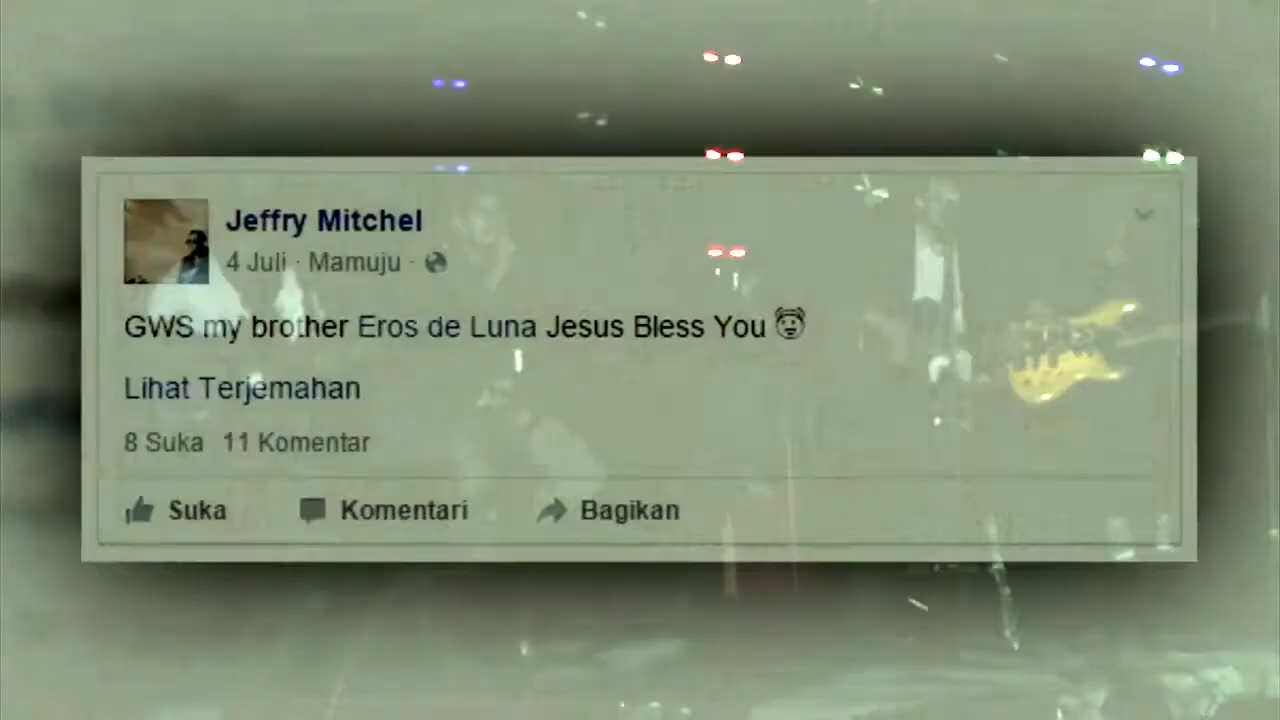 Jeffry Mitchel
4 Juli · Mamuju ·
GWS my brother Eros de Luna Jesus Bless You
Lihat Terjemahan
8 Suka 11 Komentar
Suka Komentari Bagikan